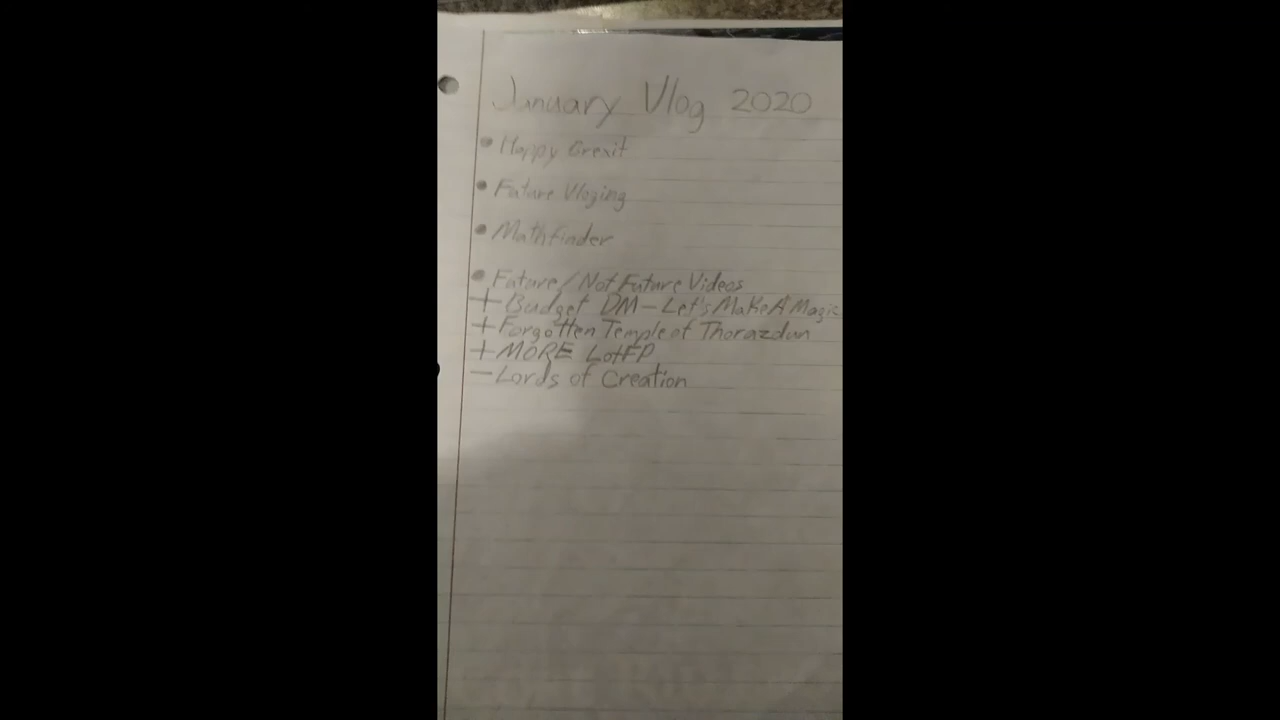 January Vlog 2020
• Happy Brexit
• Future Vloging
• Mathfinder
• Future/Not Future Videos
+ Budget DM - Let's Make A Magic
+ Forgotten Temple of Thorazdun
+ MORE LotFP
- Lords of Creation